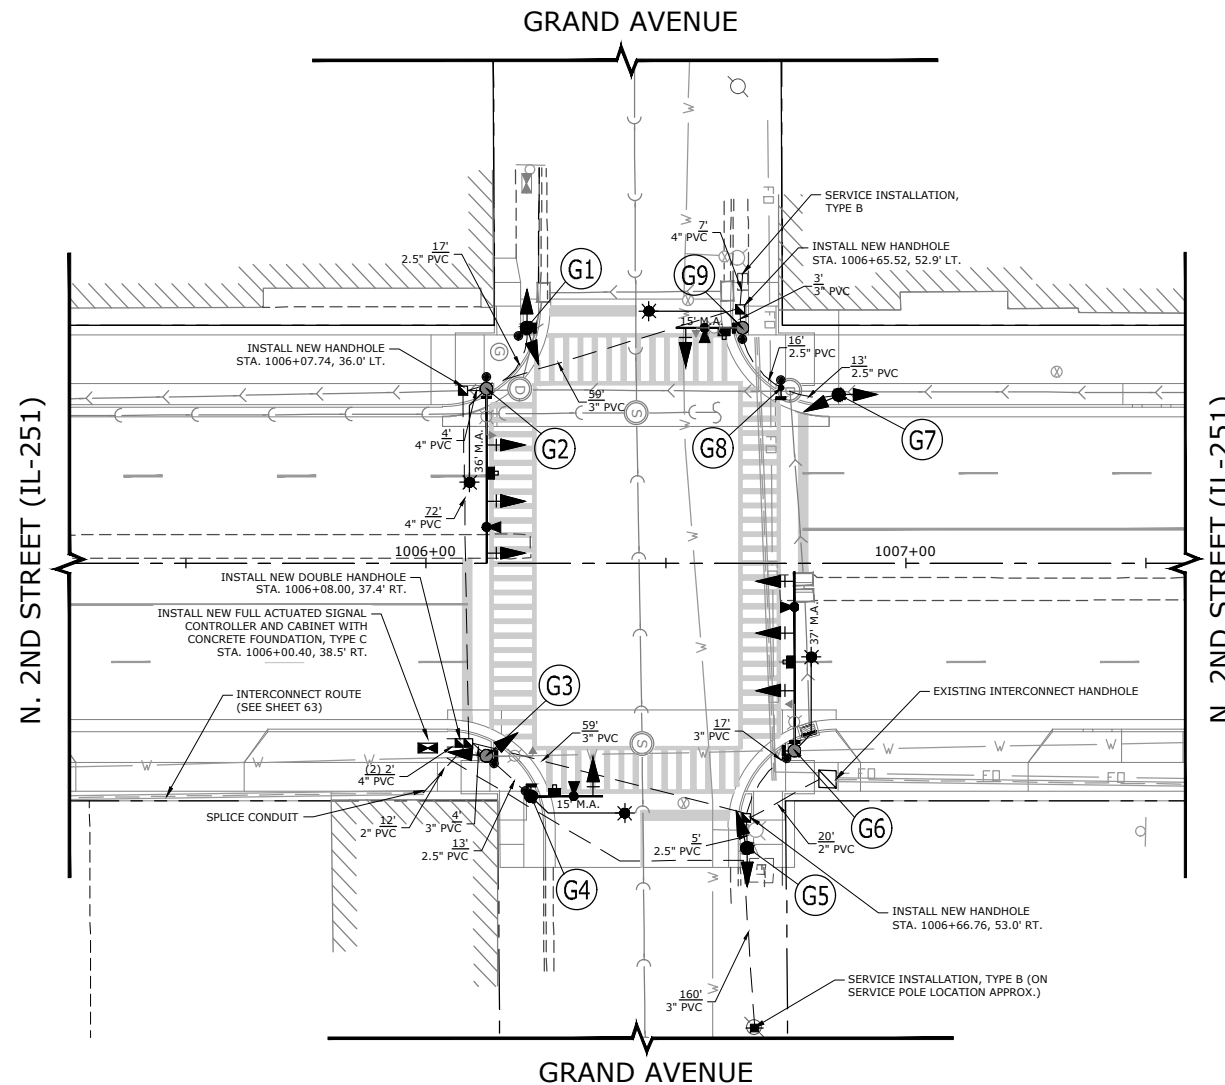 GRAND AVENUE
SERVICE INSTALLATION,
TYPE B
7'
4" PVC
17'
2.5" PVC
G1
G9
INSTALL NEW HANDHOLE
STA. 1006+65.52, 52.9' LT.
3'
3" PVC
15' M.A.
INSTALL NEW HANDHOLE
STA. 1006+07.74, 36.0' LT.
G
16'
2.5" PVC
13'
2.5" PVC
D
59'
3" PVC
S
4'
4" PVC
G2
36' M.A.
G8
G7
N. 2ND STREET (IL-251)
N. 2ND STREET (IL-251)
72'
4" PVC
1006+00
1007+00
INSTALL NEW DOUBLE HANDHOLE
STA. 1006+08.00, 37.4' RT.
INSTALL NEW FULL ACTUATED SIGNAL
CONTROLLER AND CABINET WITH
CONCRETE FOUNDATION, TYPE C
STA. 1006+00.40, 38.5' RT.
37' M.A.
INTERCONNECT ROUTE
(SEE SHEET 63)
G3
EXISTING INTERCONNECT HANDHOLE
59'
3" PVC
17'
3" PVC
S
W
W
W
W
FO
FO
FO
(2) 2'
4" PVC
SPLICE CONDUIT
12'
2" PVC
4'
3" PVC
13'
2.5" PVC
15' M.A.
5'
2.5" PVC
20'
2" PVC
G6
G4
G5
INSTALL NEW HANDHOLE
STA. 1006+66.76, 53.0' RT.
160'
3" PVC
SERVICE INSTALLATION, TYPE B (ON
SERVICE POLE LOCATION APPROX.)
GRAND AVENUE